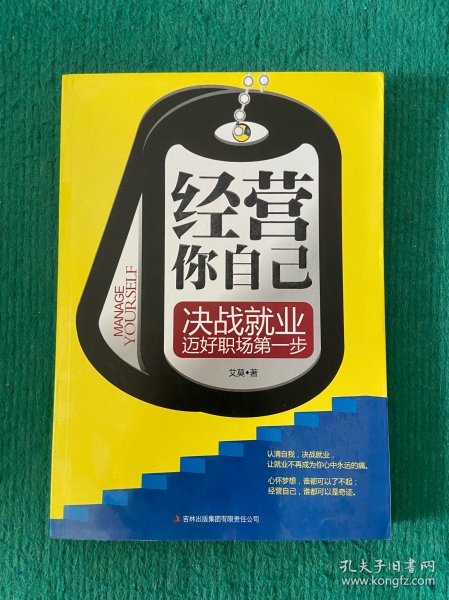 经营
你自己
MANAGE
YOURSELF
决战就业
迈好职场第一步
艾莫•著
认清自我，决战就业，
让就业不再成为你心中永远的痛。
心怀梦想，谁都可以了不起；
经营自己，谁都可以是奇迹。
吉林出版集团有限责任公司
孔夫子旧书网
www.kongfz.com